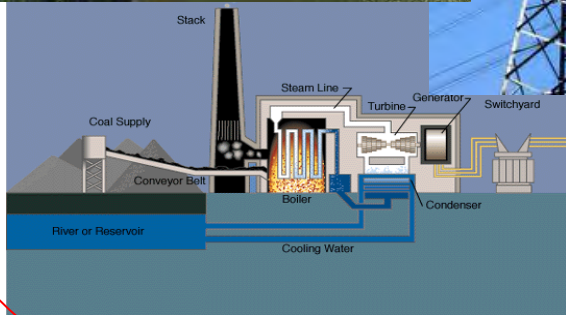 Stack
Steam Line
Turbine
Generator
Switchyard
Coal Supply
Conveyor Belt
Boiler
Condenser
River or Reservoir
Cooling Water